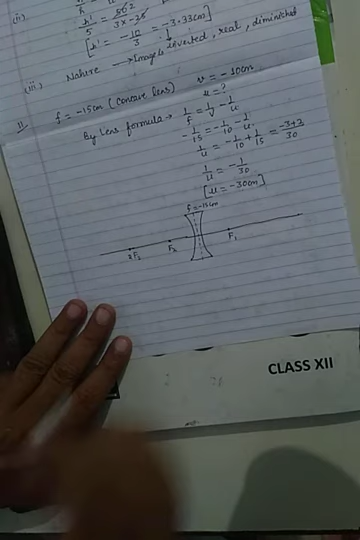 (ii) h' / 5 = 50 × 2 / 3 × -25
[h' = -10/3 = -3.33cm]
(iii.) Nature → Image is inverted, real, diminished
11 f = -15cm (Concave lens) v = -10cm
u = ?
By Lens formula → 1/f = 1/v - 1/u
-1/15 = -1/10 - 1/u
1/u = -1/10 + 1/15 = -3+2/30
1/u = -1/30
[u = -30cm]
f = -15cm
2F₂ F₂ F₁
CLASS XII